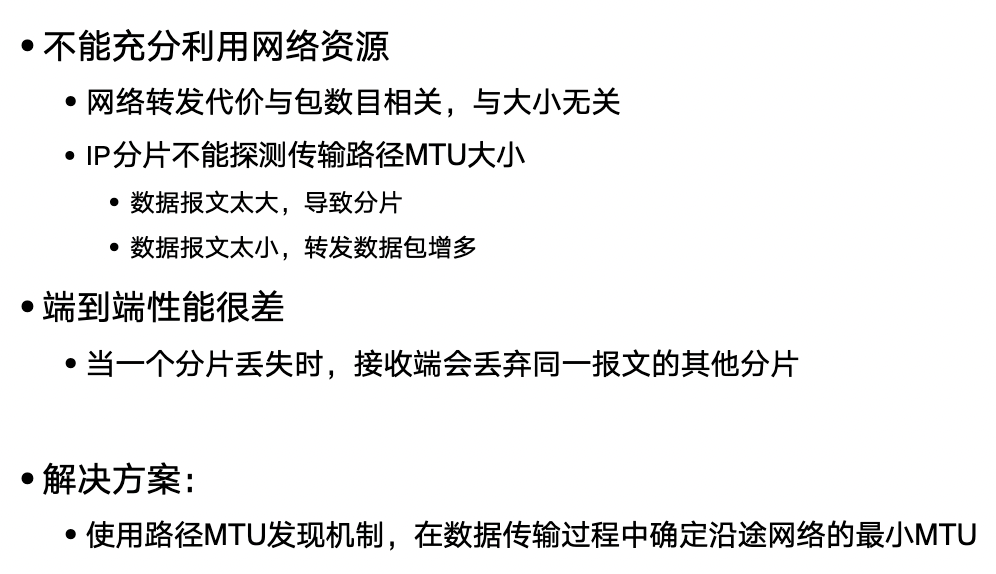 • 不能充分利用网络资源
• 网络转发代价与包数目相关，与大小无关
• IP分片不能探测传输路径MTU大小
• 数据报文太大，导致分片
• 数据报文太小，转发数据包增多
• 端到端性能很差
• 当一个分片丢失时，接收端会丢弃同一报文的其他分片
• 解决方案：
• 使用路径MTU发现机制，在数据传输过程中确定沿途网络的最小MTU